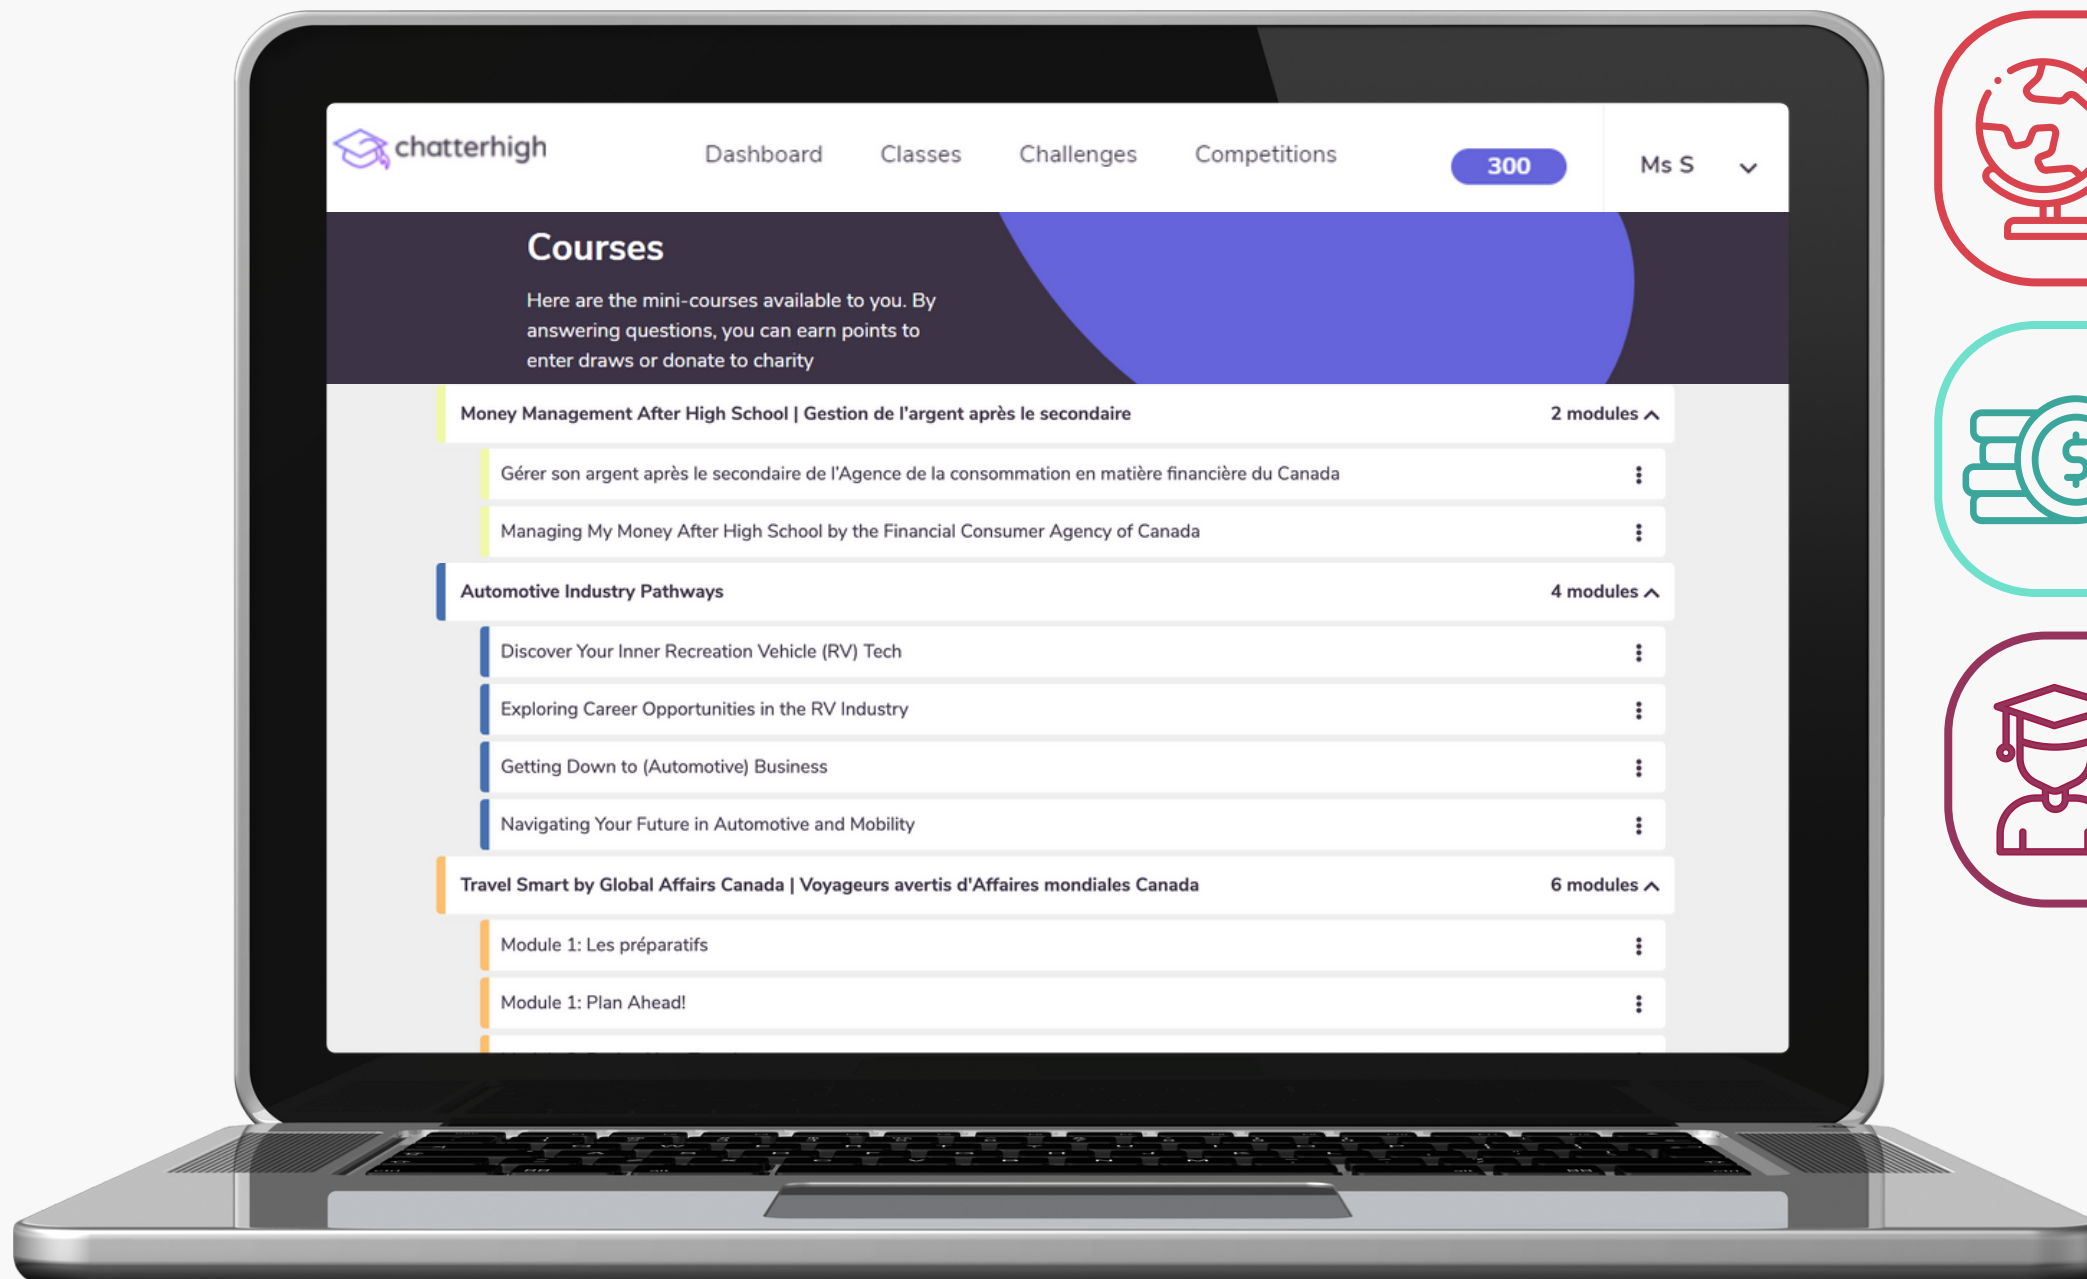 chatterhigh
Dashboard Classes Challenges Competitions 300 Ms S
Courses
Here are the mini-courses available to you. By
answering questions, you can earn points to
enter draws or donate to charity
Money Management After High School | Gestion de l'argent après le secondaire 2 modules
Gérer son argent après le secondaire de l'Agence de la consommation en matière financière du Canada
Managing My Money After High School by the Financial Consumer Agency of Canada
Automotive Industry Pathways 4 modules
Discover Your Inner Recreation Vehicle (RV) Tech
Exploring Career Opportunities in the RV Industry
Getting Down to (Automotive) Business
Navigating Your Future in Automotive and Mobility
Travel Smart by Global Affairs Canada | Voyageurs avertis d'Affaires mondiales Canada 6 modules
Module 1: Les préparatifs
Module 1: Plan Ahead!
$